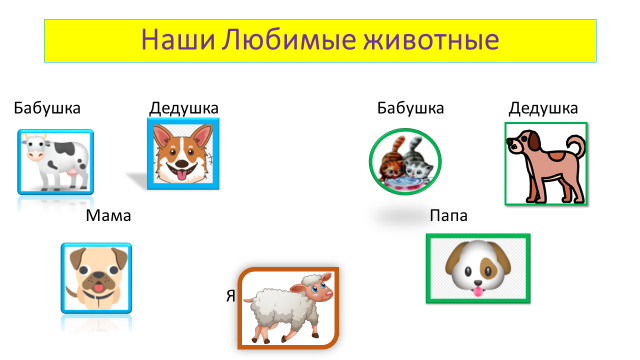 Наши Любимые животные
Бабушка Дедушка Бабушка Дедушка
Мама Папа
Я